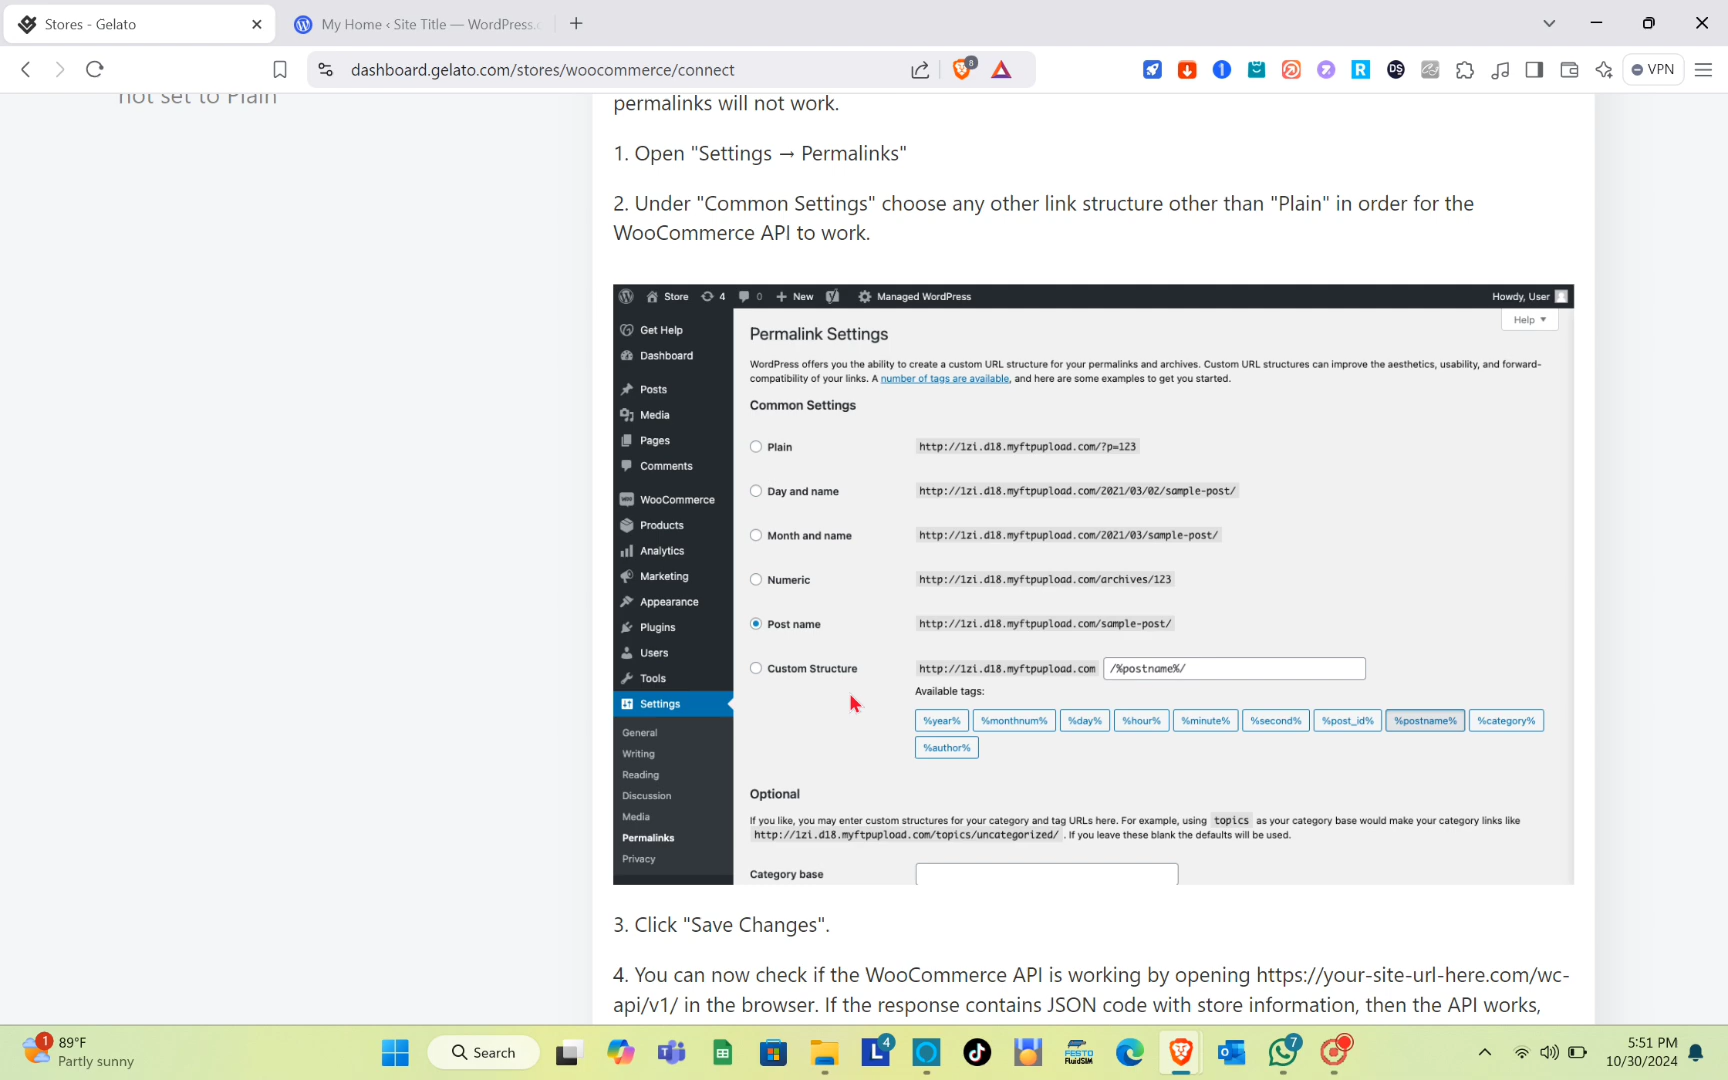 Stores - Gelato
My Home ‹ Site Title — WordPress.c
dashboard.gelato.com/stores/woocommerce/connect
8
VPN
not set to Plain
permalinks will not work.
1. Open "Settings → Permalinks"
2. Under "Common Settings" choose any other link structure other than "Plain" in order for the
WooCommerce API to work.
Store 4 0 New Managed WordPress Howdy, User
Help
Get Help
Dashboard
Posts
Media
Pages
Comments
WooCommerce
Products
Analytics
Marketing
Appearance
Plugins
Users
Tools
Settings
General
Writing
Reading
Discussion
Media
Permalinks
Privacy
Permalink Settings
WordPress offers you the ability to create a custom URL structure for your permalinks and archives. Custom URL structures can improve the aesthetics, usability, and forward-
compatibility of your links. A number of tags are available, and here are some examples to get you started.
Common Settings
Plain http://1zi.d18.myftpupload.com/?p=123
Day and name http://1zi.d18.myftpupload.com/2021/03/02/sample-post/
Month and name http://1zi.d18.myftpupload.com/2021/03/sample-post/
Numeric http://1zi.d18.myftpupload.com/archives/123
Post name http://1zi.d18.myftpupload.com/sample-post/
Custom Structure http://1zi.d18.myftpupload.com /%postname%/
Available tags:
%year% %monthnum% %day% %hour% %minute% %second% %post_id% %postname% %category%
%author%
Optional
If you like, you may enter custom structures for your category and tag URLs here. For example, using topics as your category base would make your category links like
http://1zi.d18.myftpupload.com/topics/uncategorized/ . If you leave these blank the defaults will be used.
Category base
3. Click "Save Changes".
4. You can now check if the WooCommerce API is working by opening https://your-site-url-here.com/wc-
api/v1/ in the browser. If the response contains JSON code with store information, then the API works,
1
89°F
Partly sunny
Search
L
4
FESTO
FluidSIM
7
5:51 PM
10/30/2024